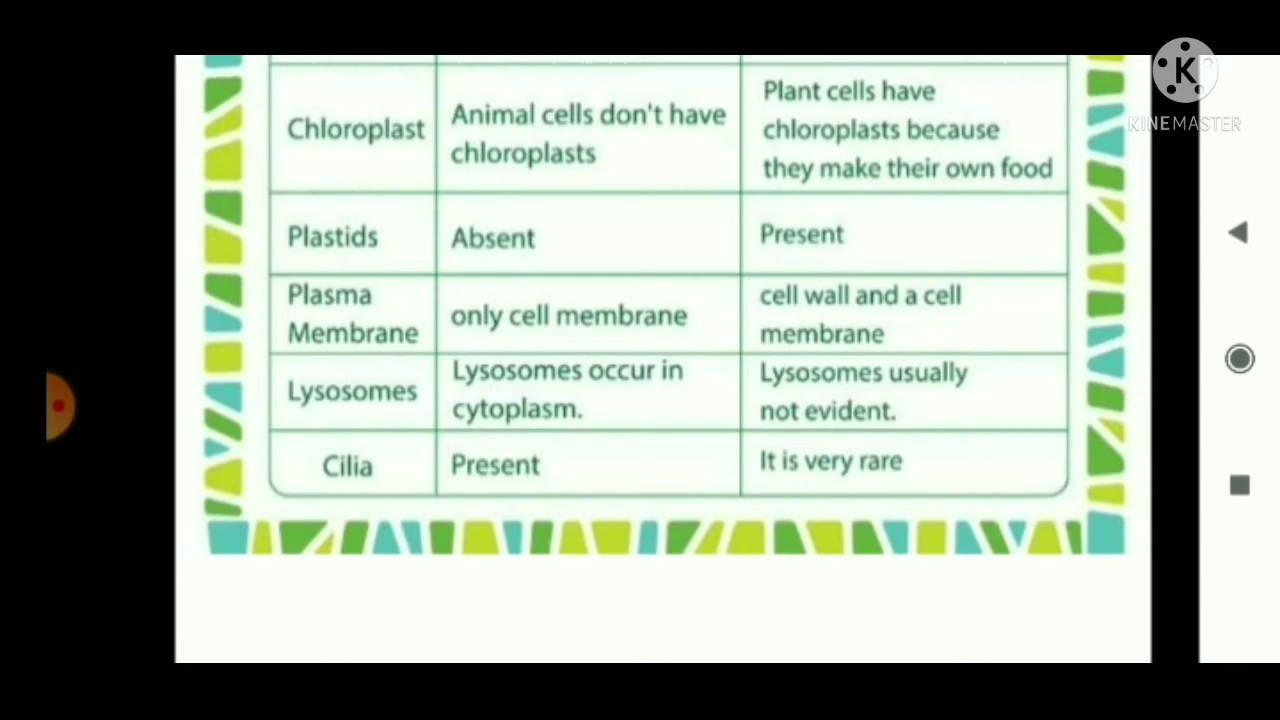 K
KINEMASTER
Chloroplast
Animal cells don't have
chloroplasts
Plant cells have
chloroplasts because
they make their own food
Plastids
Absent
Present
Plasma
Membrane
only cell membrane
cell wall and a cell
membrane
Lysosomes
Lysosomes occur in
cytoplasm.
Lysosomes usually
not evident.
Cilia
Present
It is very rare